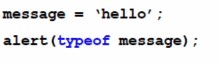 message = ‘hello’;
alert(typeof message);